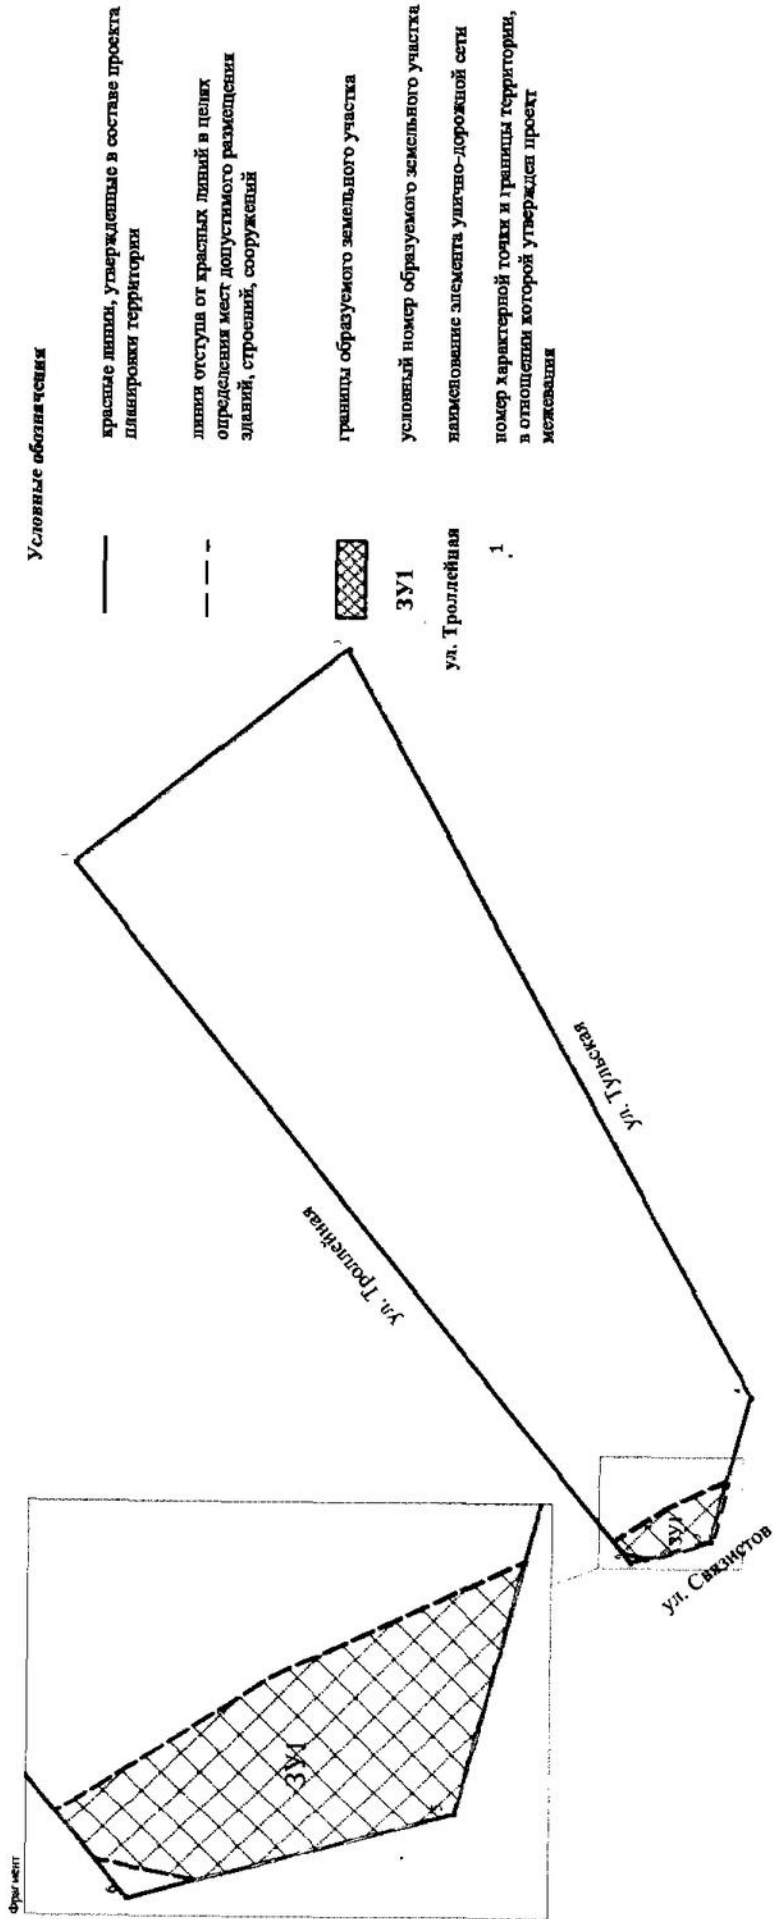 Условные обозначения
красные линии, утвержденные в составе проекта
планировки территории
линии отступа от красных линий в целях
определения мест допустимого размещения
зданий, строений, сооружений
границы образуемого земельного участка
ЗУ1
условный номер образуемого земельного участка
ул. Троллейная
наименование элемента улично-дорожной сети
1
номер характерной точки и границы территории,
в отношении которой утвержден проект
межевания
Фрагмент
6
ЗУ1
ул. Троллейная
ул. Тульская
ЗУ1
ул. Связистов